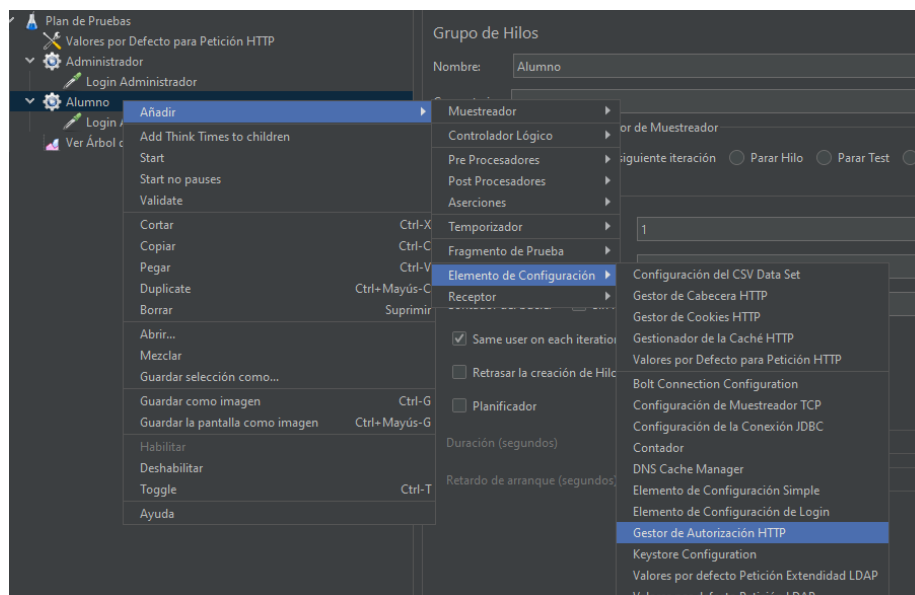 Plan de Pruebas
Valores por Defecto para Petición HTTP
Administrador
Login Administrador
Alumno
Login
Ver Árbol
Añadir
Add Think Times to children
Start
Start no pauses
Validate
Cortar Ctrl-X
Copiar Ctrl-C
Pegar Ctrl-V
Duplicate Ctrl+Mayús-C
Borrar Suprimir
Abrir...
Mezclar
Guardar selección como...
Guardar como imagen Ctrl-G
Guardar la pantalla como imagen Ctrl+Mayús-G
Habilitar
Deshabilitar
Toggle Ctrl-T
Ayuda
Muestreador
Controlador Lógico
Pre Procesadores
Post Procesadores
Aserciones
Temporizador
Fragmento de Prueba
Elemento de Configuración
Receptor
Configuración del CSV Data Set
Gestor de Cabecera HTTP
Gestor de Cookies HTTP
Gestionador de la Caché HTTP
Valores por Defecto para Petición HTTP
Bolt Connection Configuration
Configuración de Muestreador TCP
Configuración de la Conexión JDBC
Contador
DNS Cache Manager
Elemento de Configuración Simple
Elemento de Configuración de Login
Gestor de Autorización HTTP
Keystore Configuration
Valores por defecto Petición Extendidad LDAP
Grupo de Hilos
Nombre: Alumno
or de Muestreador
siguiente iteración Parar Hilo Parar Test
1
Same user on each iteration
Retrasar la creación de Hilo
Planificador
Duración (segundos)
Retardo de arranque (segundos)